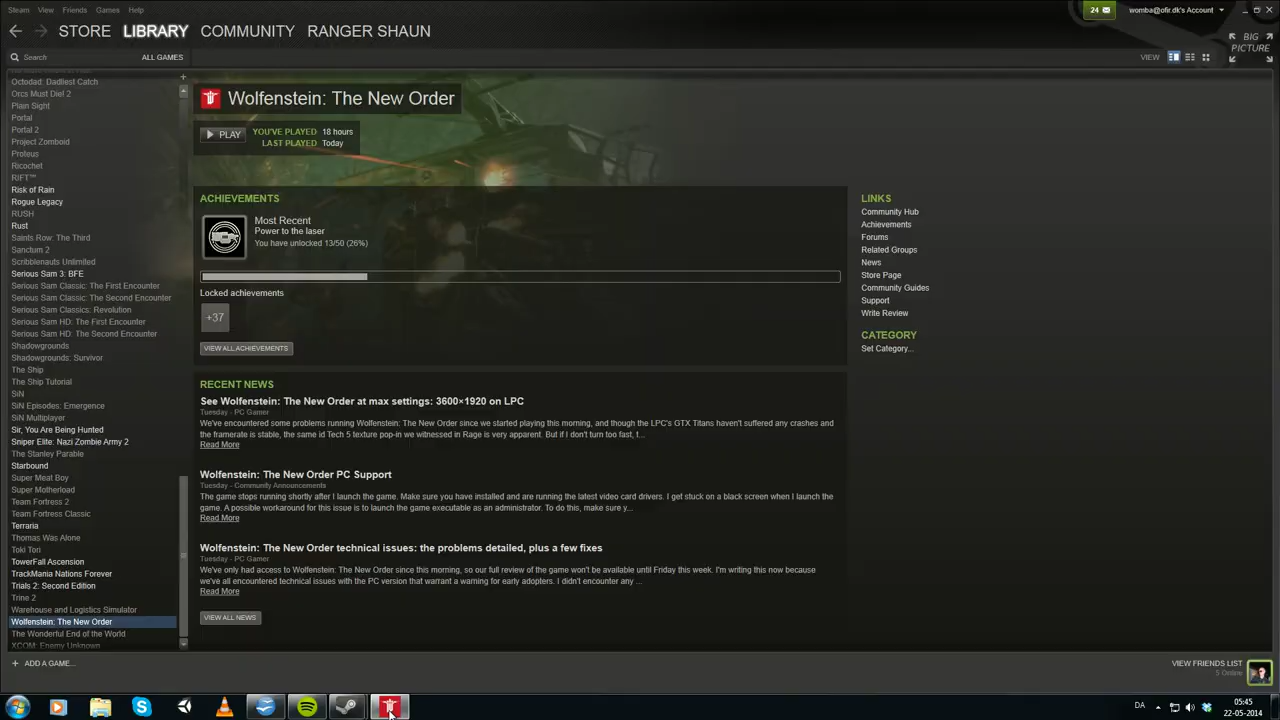 Steam View Friends Games Help
24
womba@ofir.dk's Account
STORE LIBRARY COMMUNITY RANGER SHAUN
BIG PICTURE
Search
ALL GAMES
VIEW
Octodad: Dadliest Catch
Orcs Must Die! 2
Plain Sight
Portal
Portal 2
Project Zomboid
Proteus
Ricochet
RIFT™
Risk of Rain
Rogue Legacy
RUSH
Rust
Saints Row: The Third
Sanctum 2
Scribblenauts Unlimited
Serious Sam 3: BFE
Serious Sam Classic: The First Encounter
Serious Sam Classic: The Second Encounter
Serious Sam Classics: Revolution
Serious Sam HD: The First Encounter
Serious Sam HD: The Second Encounter
Shadowgrounds
Shadowgrounds: Survivor
The Ship
The Ship Tutorial
SiN
SiN Episodes: Emergence
SiN Multiplayer
Sir, You Are Being Hunted
Sniper Elite: Nazi Zombie Army 2
The Stanley Parable
Starbound
Super Meat Boy
Super Motherload
Team Fortress 2
Team Fortress Classic
Terraria
Thomas Was Alone
Toki Tori
TowerFall Ascension
TrackMania Nations Forever
Trials 2: Second Edition
Trine 2
Warehouse and Logistics Simulator
Wolfenstein: The New Order
The Wonderful End of the World
XCOM: Enemy Unknown
+ ADD A GAME...
Wolfenstein: The New Order
PLAY
YOU'VE PLAYED 18 hours
LAST PLAYED Today
ACHIEVEMENTS
Most Recent
Power to the laser
You have unlocked 13/50 (26%)
Locked achievements
+37
VIEW ALL ACHIEVEMENTS
RECENT NEWS
See Wolfenstein: The New Order at max settings: 3600×1920 on LPC
Tuesday - PC Gamer
We've encountered some problems running Wolfenstein: The New Order since we started playing this morning, and though the LPC's GTX Titans haven't suffered any crashes and
the framerate is stable, the same id Tech 5 texture pop-in we witnessed in Rage is very apparent. But if I don't turn too fast, t...
Read More
Wolfenstein: The New Order PC Support
Tuesday - Community Announcements
The game stops running shortly after I launch the game. Make sure you have installed and are running the latest video card drivers. I get stuck on a black screen when I launch the
game. A possible workaround for this issue is to launch the game executable as an administrator. To do this, make sure y...
Read More
Wolfenstein: The New Order technical issues: the problems detailed, plus a few fixes
Tuesday - PC Gamer
We've only had access to Wolfenstein: The New Order since this morning, so our full review of the game won't be available until Friday this week. I'm writing this now because
we've all encountered technical issues with the PC version that warrant a warning for early adopters. I didn't encounter any ...
Read More
VIEW ALL NEWS
LINKS
Community Hub
Achievements
Forums
Related Groups
News
Store Page
Community Guides
Support
Write Review
CATEGORY
Set Category...
VIEW FRIENDS LIST
5 Online
DA
05:45
22-05-2014